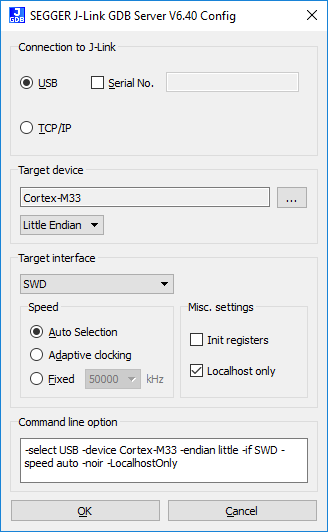 J GDB SEGGER J-Link GDB Server V6.40 Config
Connection to J-Link
USB Serial No.
TCP/IP
Target device
Cortex-M33 ...
Little Endian
Target interface
SWD
Speed Misc. settings
Auto Selection Init registers
Adaptive clocking Localhost only
Fixed 50000 kHz
Command line option
-select USB -device Cortex-M33 -endian little -if SWD -
speed auto -noir -LocalhostOnly
OK Cancel